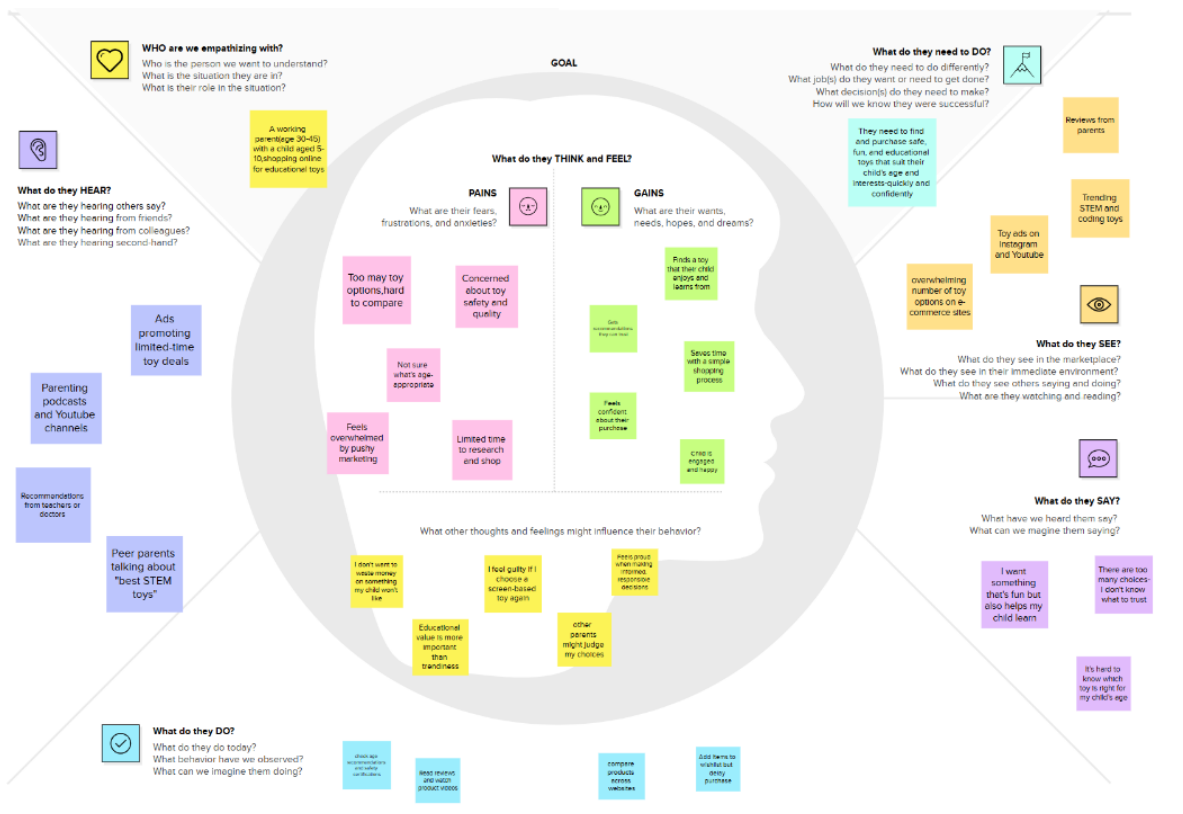 WHO are we empathizing with?
Who is the person we want to understand?
What is the situation they are in?
What is their role in the situation?
A working
parent(age 30-45)
with a child aged 5-
10,shopping online
for educational toys
GOAL
What do they need to DO?
What do they need to do differently?
What job(s) do they want or need to get done?
What decision(s) do they need to make?
How will we know they were successful?
They need to find
and purchase safe,
fun, and educational
toys that suit their
child's age and
interests-quickly and
confidently
What do they HEAR?
What are they hearing others say?
What are they hearing from friends?
What are they hearing from colleagues?
What are they hearing second-hand?
Ads
promoting
limited-time
toy deals
Parenting
podcasts
and Youtube
channels
Recommendations
from teachers or
doctors
Peer parents
talking about
"best STEM
toys"
What do they THINK and FEEL?
PAINS
What are their fears,
frustrations, and anxieties?
Too may toy
options,hard
to compare
Concerned
about toy
safety and
quality
Not sure
what's age-
appropriate
Feels
overwhelmed
by pushy
marketing
Limited time
to research
and shop
GAINS
What are their wants,
needs, hopes, and dreams?
Finds a toy
that their child
enjoys and
learns from
Gets
recommendations
they can trust
Saves time
with a simple
shopping
process
Feels
confident
about their
purchase
Child is
engaged
and happy
What other thoughts and feelings might influence their behavior?
I don't want to
waste money
on something
my child won't
like
I feel guilty if I
choose a
screen-based
toy again
Feels proud
when making
informed,
responsible
decisions
Educational
value is more
important
than
trendiness
other
parents
might judge
my choices
Reviews from
parents
Trending
STEM and
coding toys
Toy ads on
Instagram
and Youtube
overwhelming
number of toy
options on e-
commerce sites
What do they SEE?
What do they see in the marketplace?
What do they see in their immediate environment?
What do they see others saying and doing?
What are they watching and reading?
What do they SAY?
What have we heard them say?
What can we magine them saying?
I want
something
that's fun but
also helps my
child learn
There are too
many choices-
I don't know
what to trust
It's hard to
know which
toy is right for
my child's age
What do they DO?
What do they do today?
What behavior have we observed?
What can we imagine them doing?
age
recommendations
and safety
certifications
Read reviews
and watch
product videos
compare
products
across
websites
Add items to
wishlist but
delay
purchase